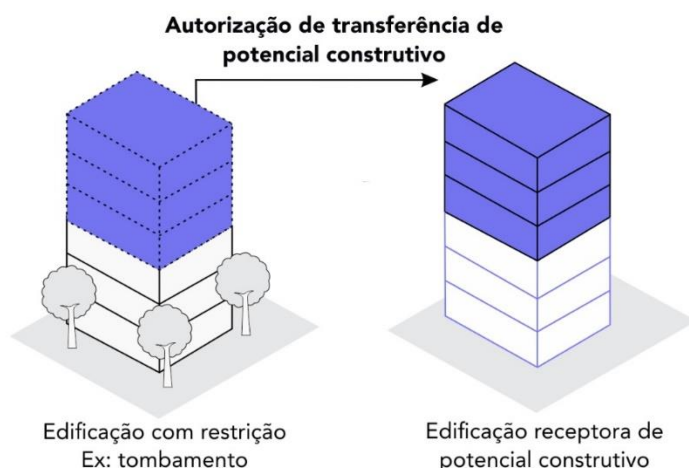 Autorização de transferência de
potencial construtivo
Edificação com restrição
Ex: tombamento
Edificação receptora de
potencial construtivo